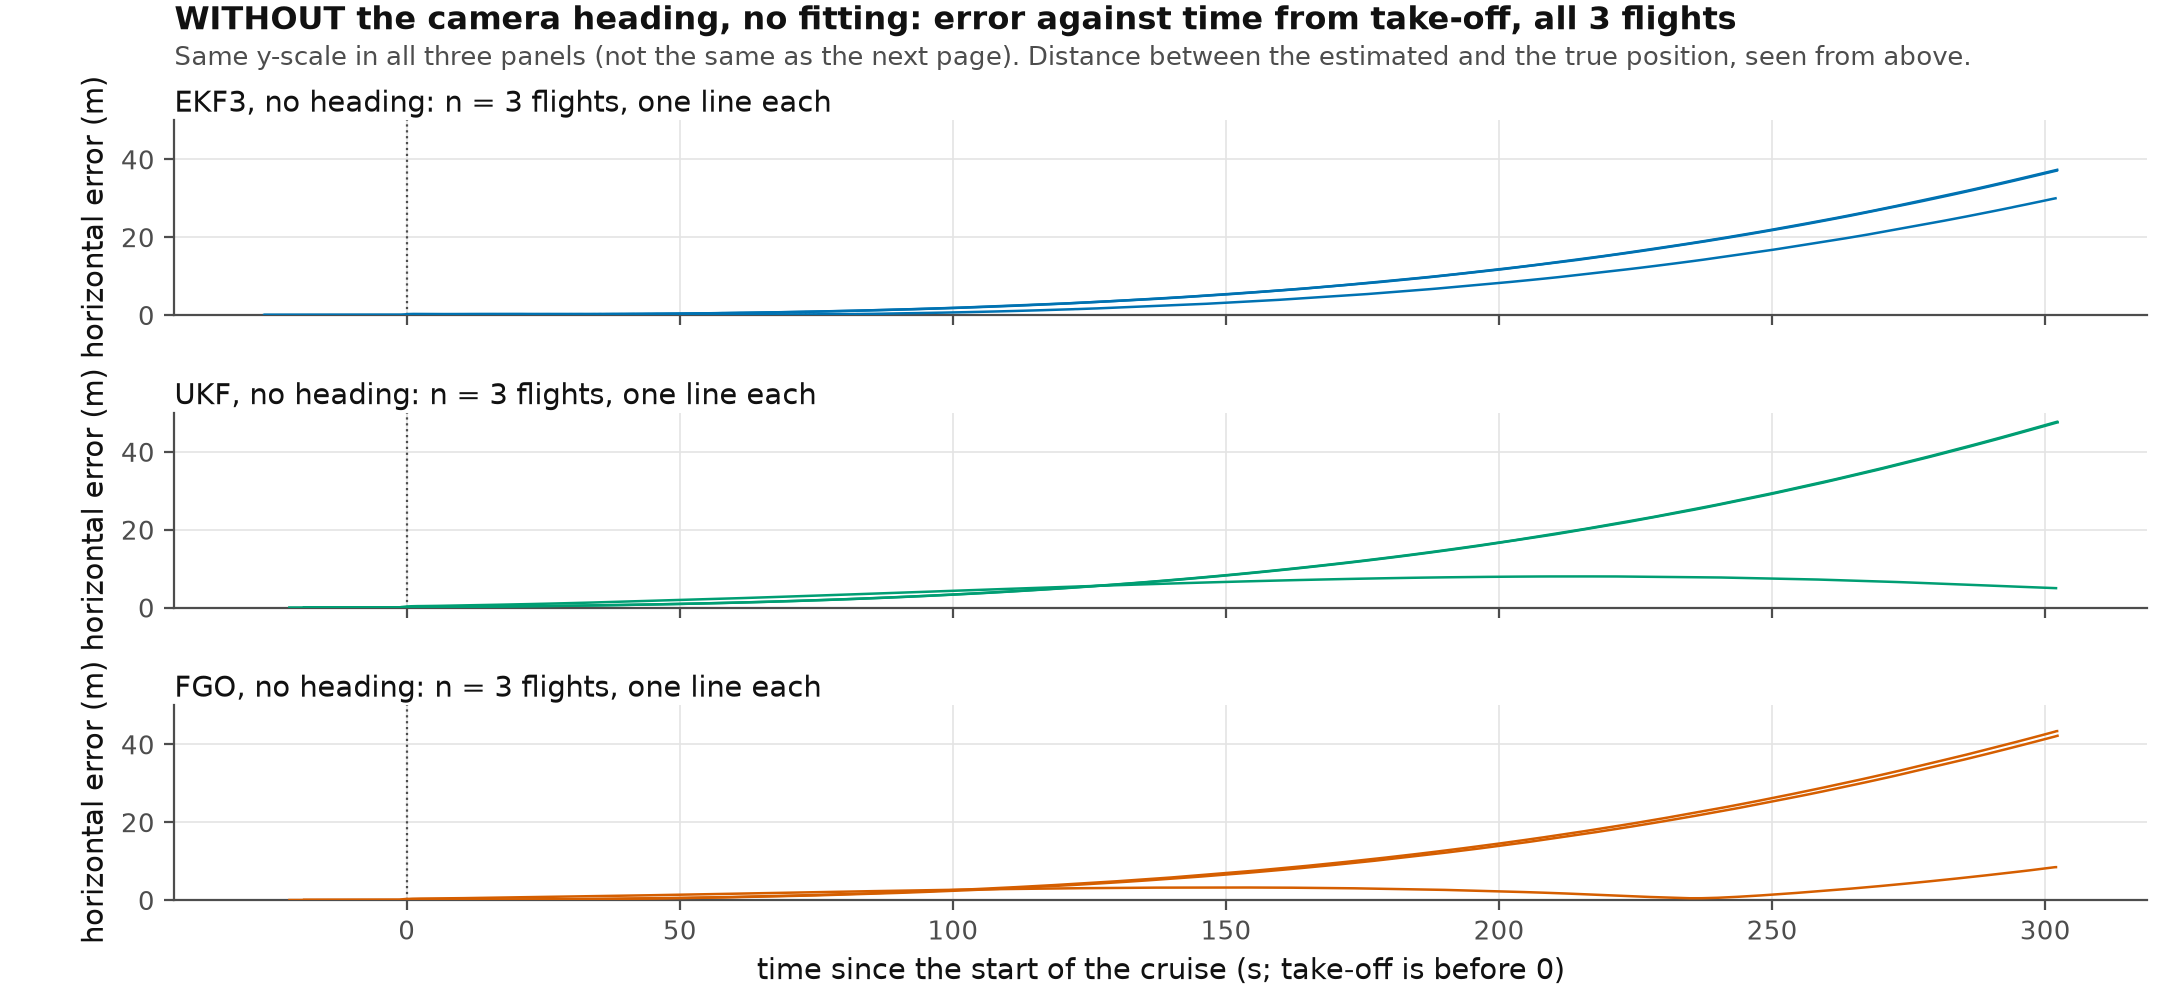 WITHOUT the camera heading, no fitting: error against time from take-off, all 3 flights
Same y-scale in all three panels (not the same as the next page). Distance between the estimated and the true position, seen from above.
EKF3, no heading: n = 3 flights, one line each
horizontal error (m)
40
20
0
UKF, no heading: n = 3 flights, one line each
horizontal error (m)
40
20
0
FGO, no heading: n = 3 flights, one line each
horizontal error (m)
40
20
0
0 50 100 150 200 250 300
time since the start of the cruise (s; take-off is before 0)